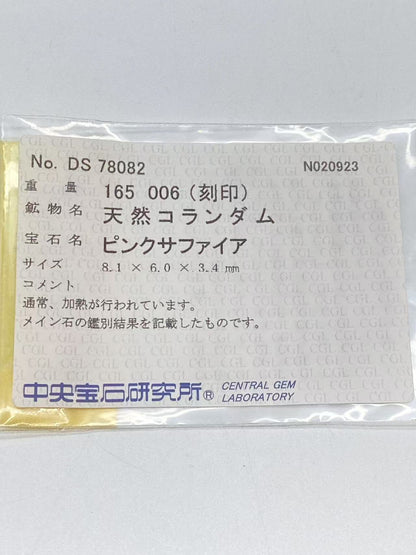 No. DS 78082
N020923
重量 165 006 (刻印)
鉱物名 天然コランダム
宝石名 ピンクサファイア
サイズ 8.1 × 6.0 × 3.4 mm
コメント
通常、加熱が行われています。
メイン石の鑑別結果を記載したものです。
中央宝石研究所® CENTRAL GEM
LABORATORY